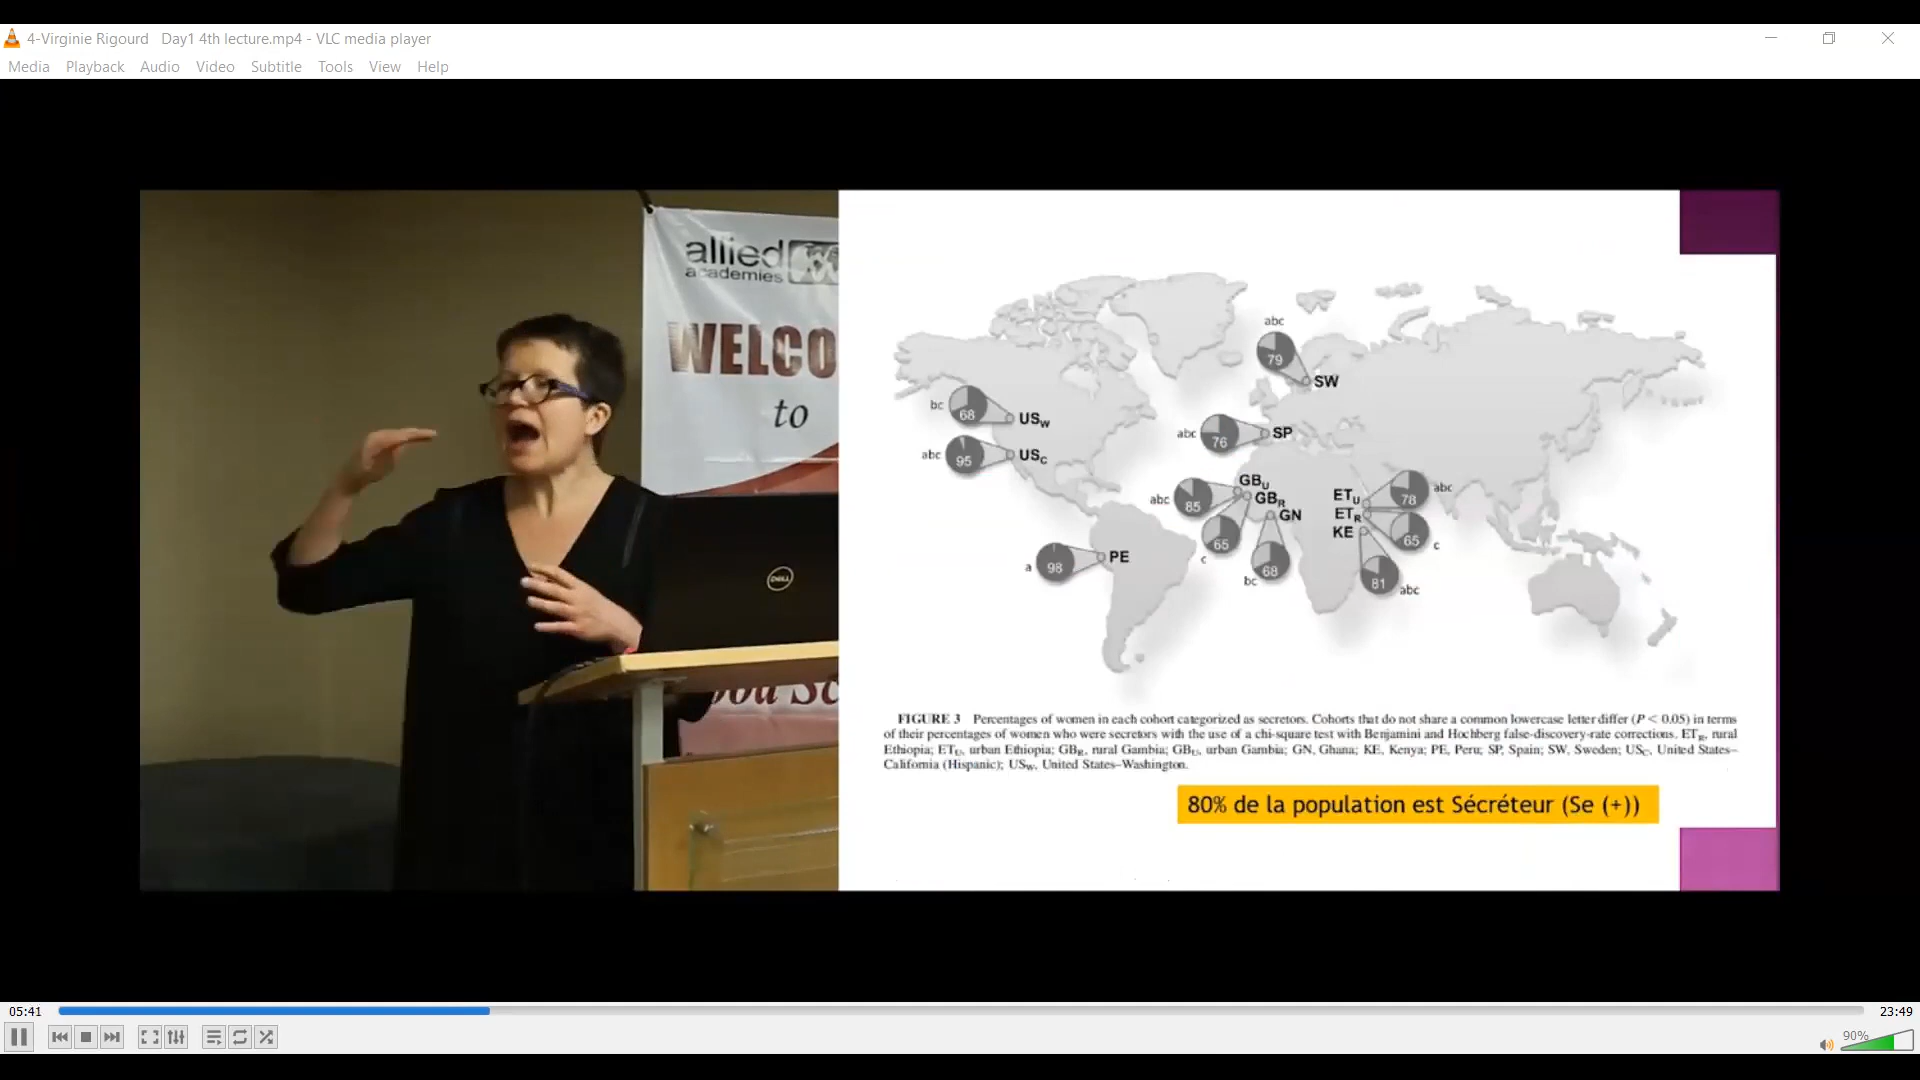 4-Virginie Rigourd   Day1 4th lecture.mp4 - VLC media player
Media Playback Audio Video Subtitle Tools View Help
allied
academies
WELCO
to
DELL
abc
79
SW
bc
68
USW
abc
76
SP
abc
95
USC
GBU
abc
85
GBR
GN
ETU
78
abc
ETR
KE
65
c
65
c
68
bc
81
abc
a
98
PE
FIGURE 3 Percentages of women in each cohort categorized as secretors. Cohorts that do not share a common lowercase letter differ (P < 0.05) in terms
of their percentages of women who were secretors with the use of a chi-square test with Benjamini and Hochberg false-discovery-rate corrections. ETR, rural
Ethiopia; ETU, urban Ethiopia; GBR, rural Gambia; GBU, urban Gambia; GN, Ghana; KE, Kenya; PE, Peru; SP, Spain; SW, Sweden; USC, United States–
California (Hispanic); USW, United States–Washington.
80% de la population est Sécréteur (Se (+))
05:41
23:49
90%